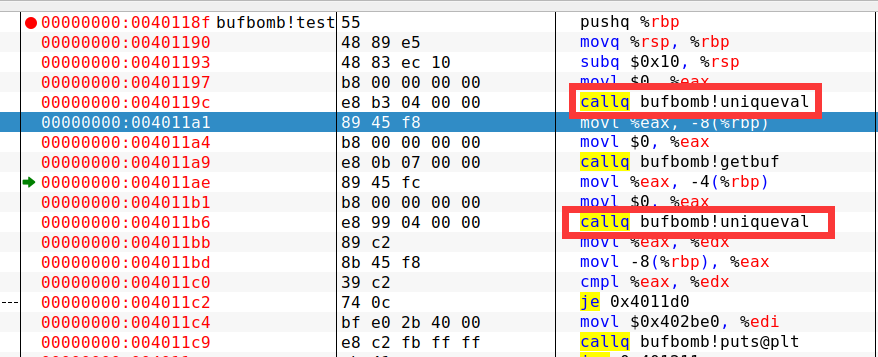 00000000:0040118f bufbomb!test 55 pushq %rbp
00000000:00401190 48 89 e5 movq %rsp, %rbp
00000000:00401193 48 83 ec 10 subq $0x10, %rsp
00000000:00401197 b8 00 00 00 00 movl $0, %eax
00000000:0040119c e8 b3 04 00 00 callq bufbomb!uniqueval
00000000:004011a1 89 45 f8 movl %eax, -8(%rbp)
00000000:004011a4 b8 00 00 00 00 movl $0, %eax
00000000:004011a9 e8 0b 07 00 00 callq bufbomb!getbuf
00000000:004011ae 89 45 fc movl %eax, -4(%rbp)
00000000:004011b1 b8 00 00 00 00 movl $0, %eax
00000000:004011b6 e8 99 04 00 00 callq bufbomb!uniqueval
00000000:004011bb 89 c2 movl %eax, %edx
00000000:004011bd 8b 45 f8 movl -8(%rbp), %eax
00000000:004011c0 39 c2 cmpl %eax, %edx
00000000:004011c2 74 0c je 0x4011d0
00000000:004011c4 bf e0 2b 40 00 movl $0x402be0, %edi
00000000:004011c9 e8 c2 fb ff ff callq bufbomb!puts@plt